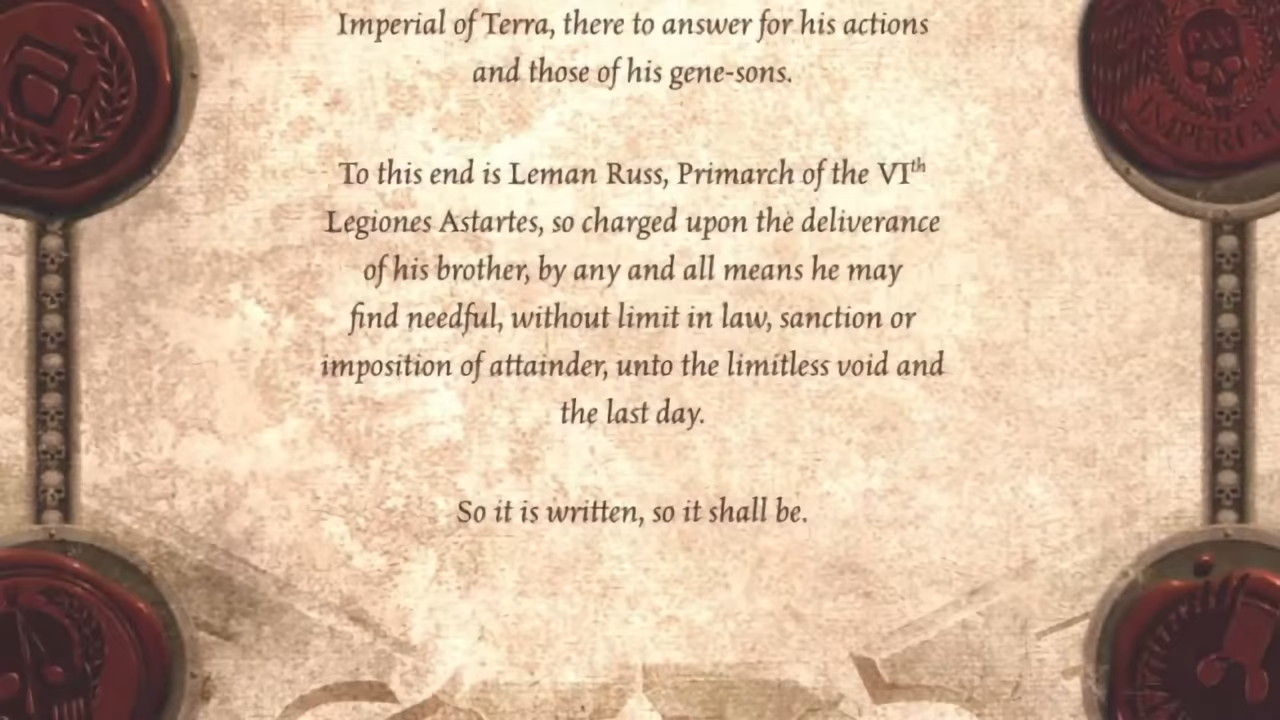 Imperial of Terra, there to answer for his actions
and those of his gene-sons.
To this end is Leman Russ, Primarch of the VIth
Legiones Astartes, so charged upon the deliverance
of his brother, by any and all means he may
find needful, without limit in law, sanction or
imposition of attainder, unto the limitless void and
the last day.
So it is written, so it shall be.
PAX
IMPERIAL